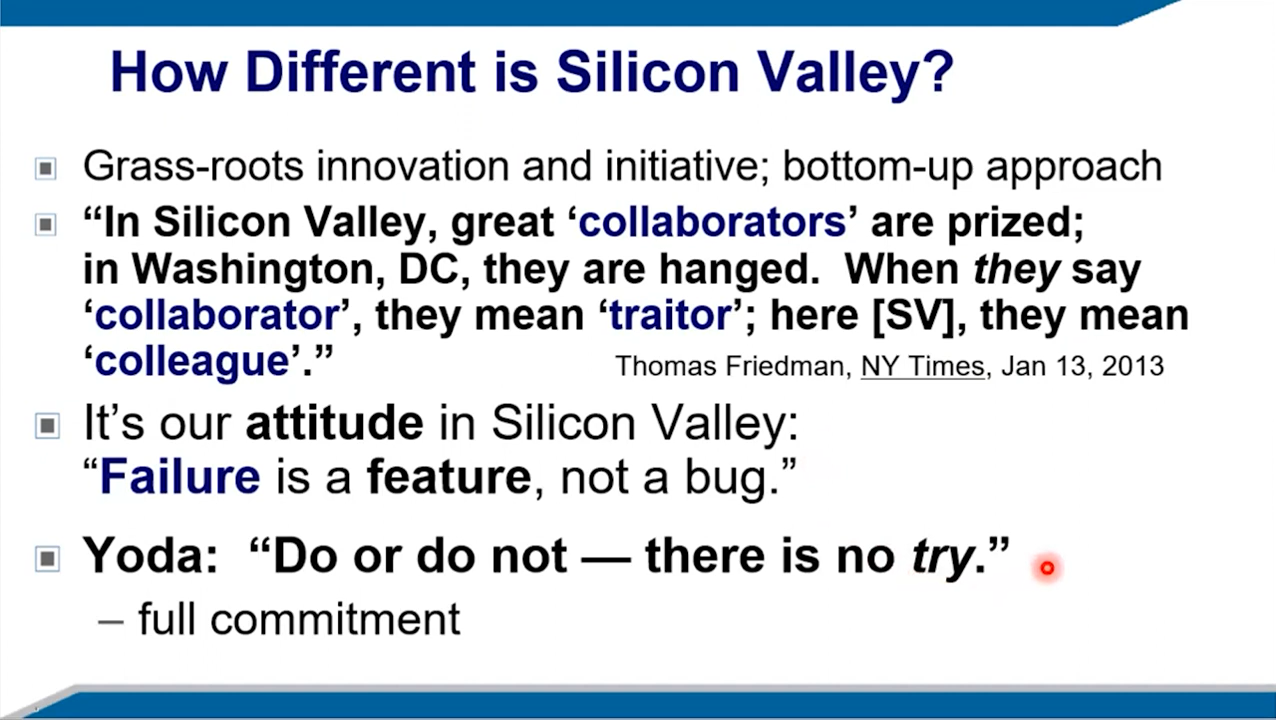 How Different is Silicon Valley?
Grass-roots innovation and initiative; bottom-up approach
“In Silicon Valley, great ‘collaborators’ are prized;
in Washington, DC, they are hanged.  When they say
‘collaborator’, they mean ‘traitor’; here [SV], they mean
‘colleague’.” Thomas Friedman, NY Times, Jan 13, 2013
It’s our attitude in Silicon Valley:
“Failure is a feature, not a bug.”
Yoda:  “Do or do not — there is no try.”
– full commitment